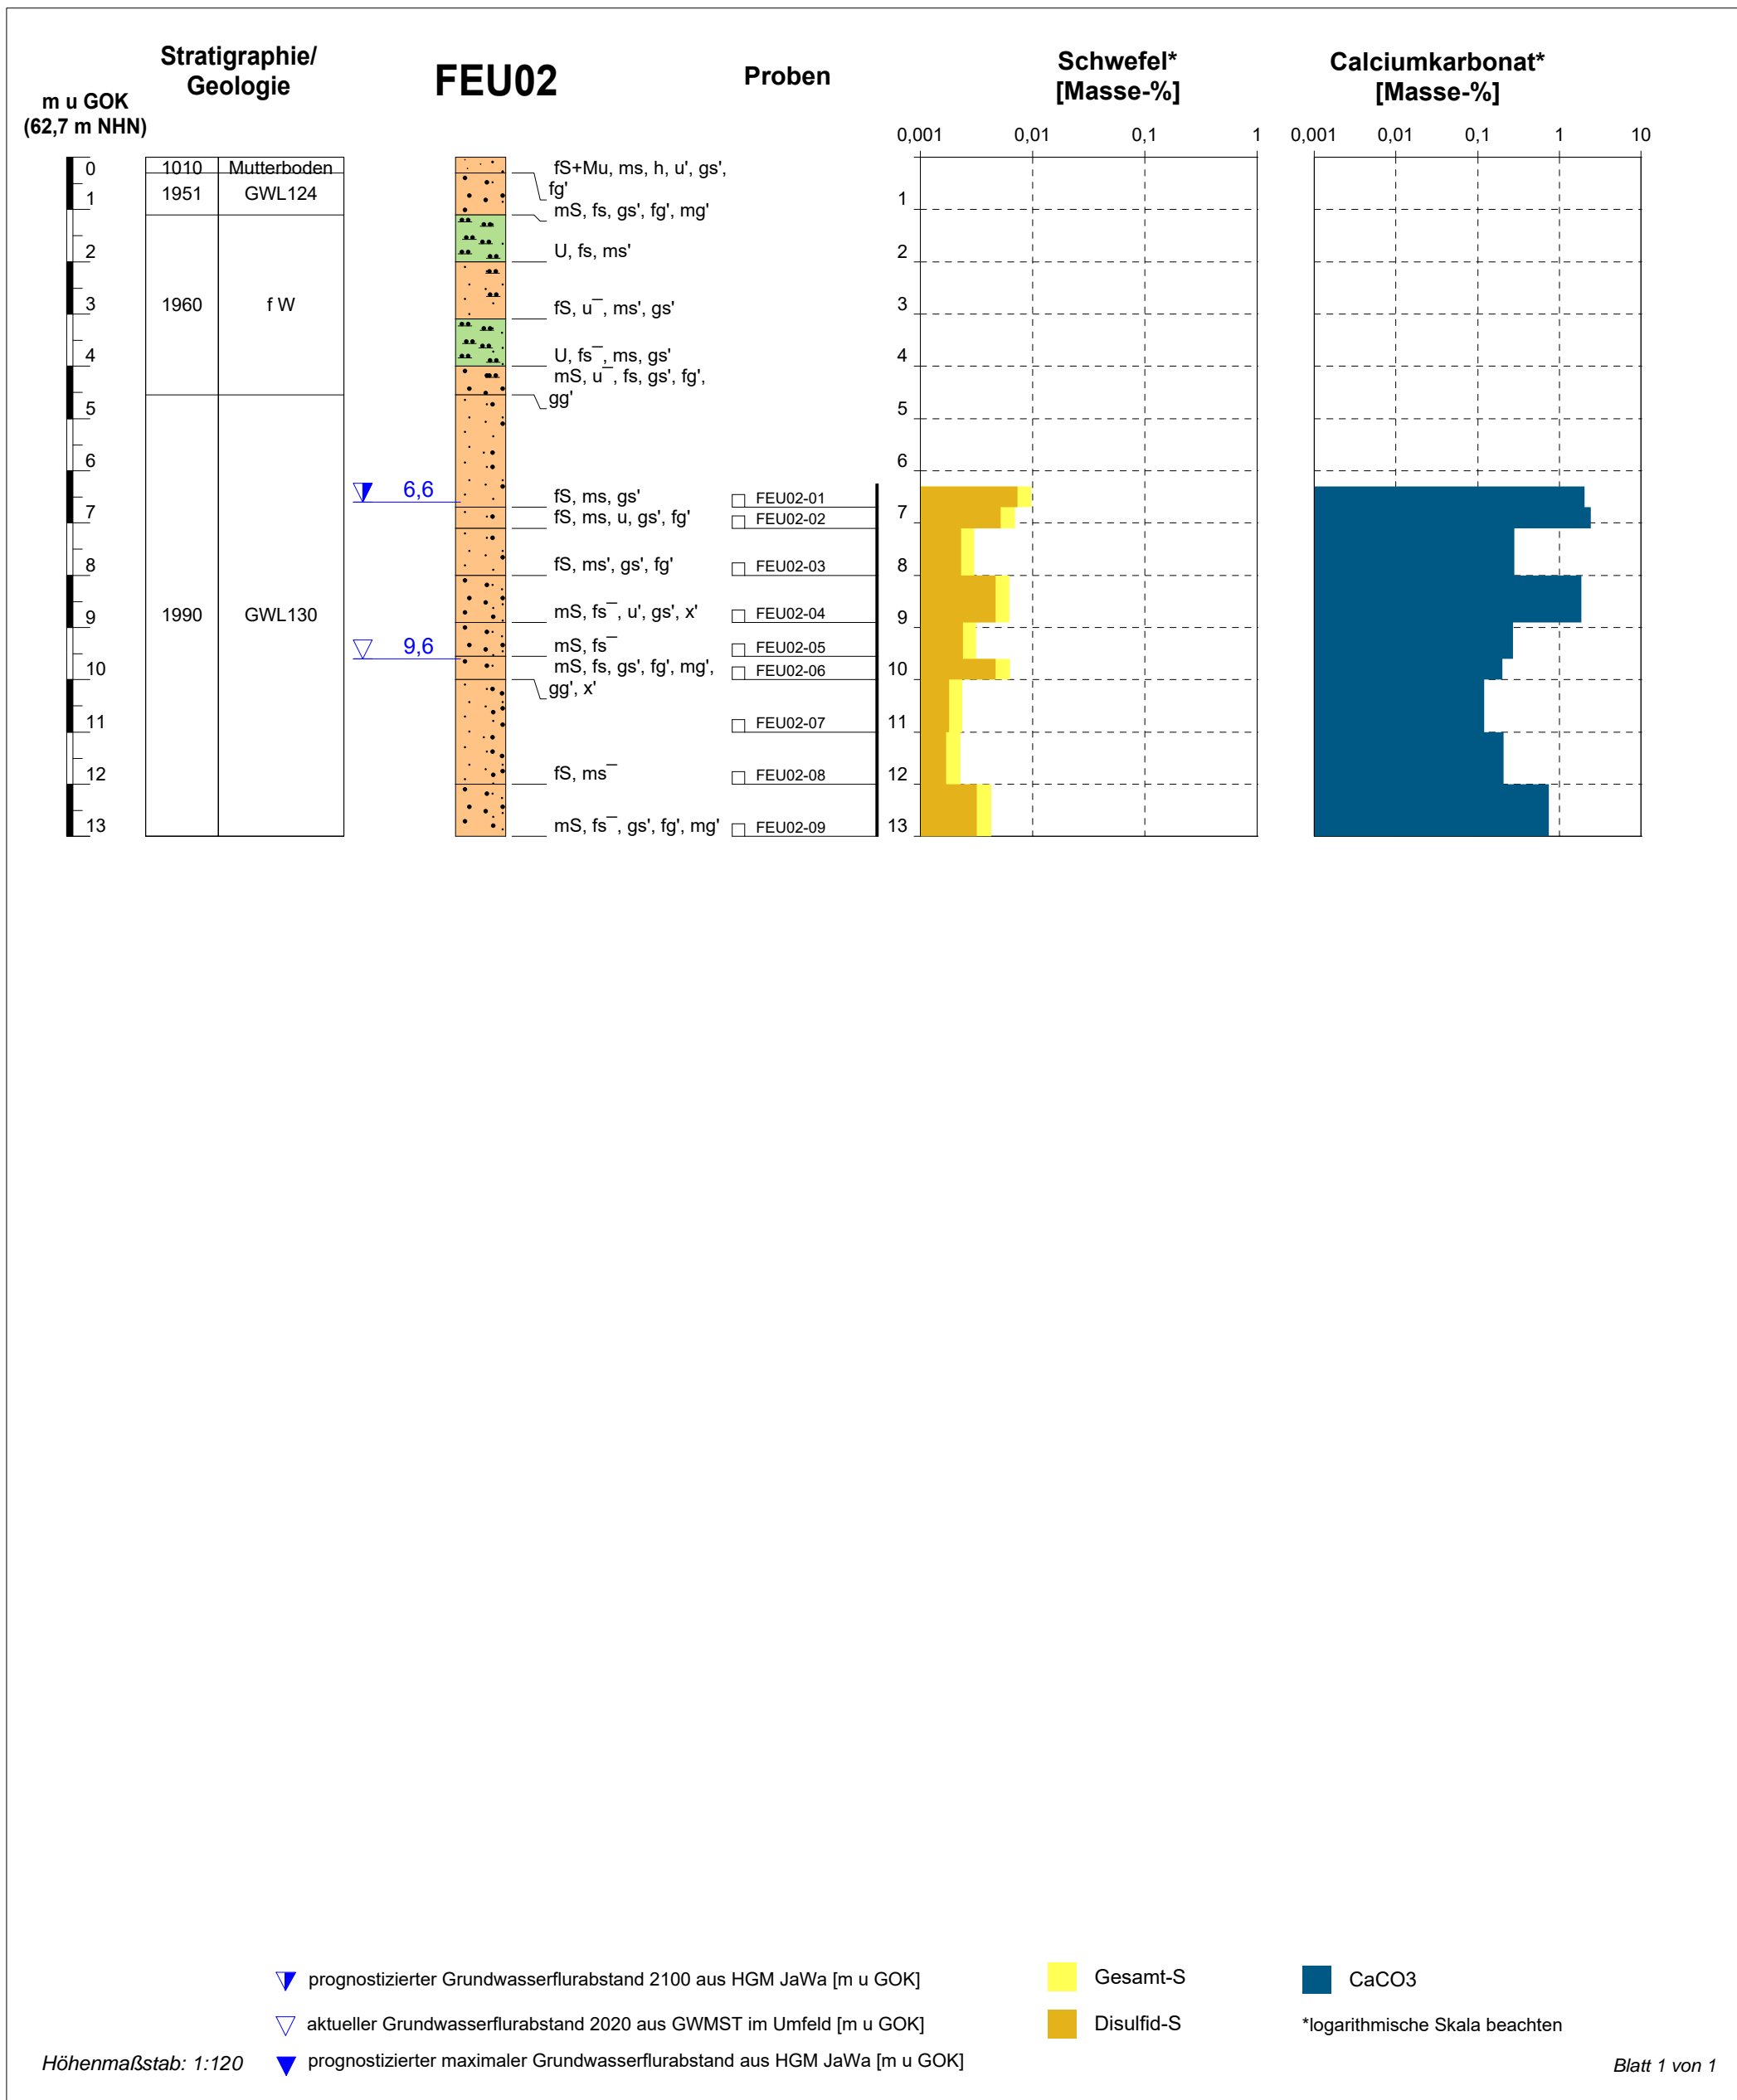 Stratigraphie/
Geologie
FEU02
Proben
Schwefel*
[Masse-%]
Calciumkarbonat*
[Masse-%]
m u GOK
(62,7 m NHN)
0,001 0,01 0,1 1
0,001 0,01 0,1 1 10
0
1
2
3
4
5
6
7
8
9
10
11
12
13
1010 Mutterboden
1951 GWL124
1960 f W
1990 GWL130
6,6
9,6
fS+Mu, ms, h, u', gs',
fg'
mS, fs, gs', fg', mg'
U, fs, ms'
fS, u¯, ms', gs'
U, fs¯, ms, gs'
mS, u¯, fs, gs', fg',
gg'
fS, ms, gs'
fS, ms, u, gs', fg'
fS, ms', gs', fg'
mS, fs¯, u', gs', x'
mS, fs¯
mS, fs, gs', fg', mg',
gg', x'
fS, ms¯
mS, fs¯, gs', fg', mg'
FEU02-01
FEU02-02
FEU02-03
FEU02-04
FEU02-05
FEU02-06
FEU02-07
FEU02-08
FEU02-09
1
2
3
4
5
6
7
8
9
10
11
12
13
prognostizierter Grundwasserflurabstand 2100 aus HGM JaWa [m u GOK]
aktueller Grundwasserflurabstand 2020 aus GWMST im Umfeld [m u GOK]
prognostizierter maximaler Grundwasserflurabstand aus HGM JaWa [m u GOK]
Gesamt-S
Disulfid-S
CaCO3
*logarithmische Skala beachten
Höhenmaßstab: 1:120
Blatt 1 von 1